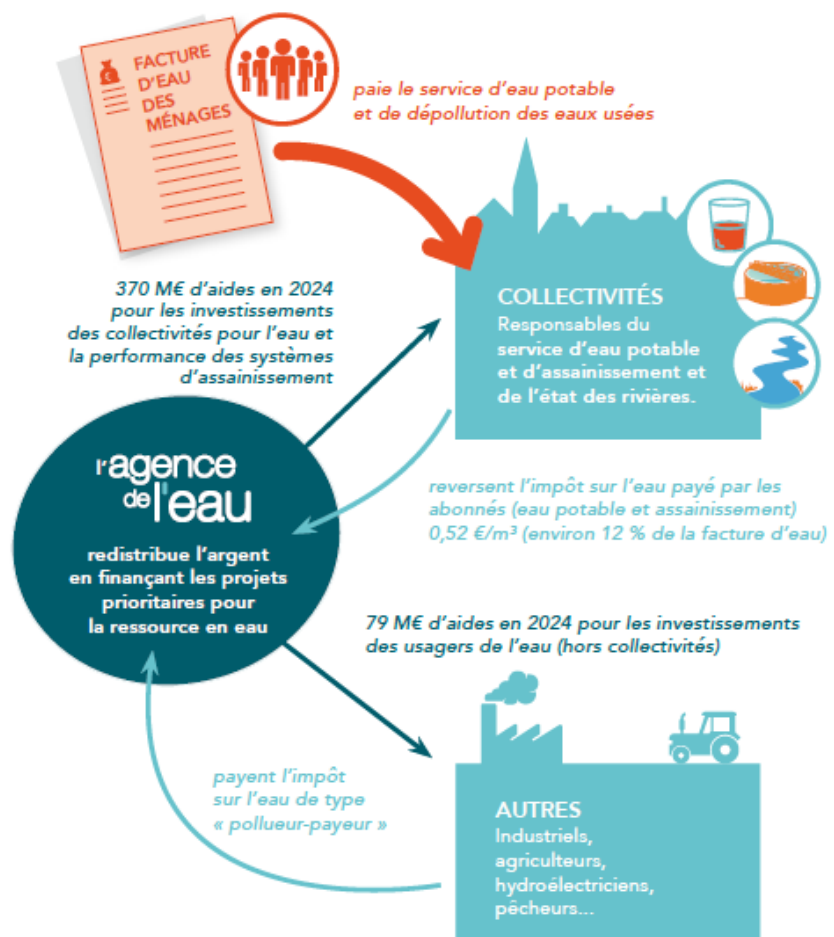 FACTURE
D'EAU
DES
MÉNAGES
€
paie le service d'eau potable
et de dépollution des eaux usées
370 M€ d'aides en 2024
pour les investissements
des collectivités pour l'eau et
la performance des systèmes
d'assainissement
COLLECTIVITÉS
Responsables du
service d'eau potable
et d'assainissement et
de l'état des rivières.
l'agence
de l'eau
redistribue l'argent
en finançant les projets
prioritaires pour
la ressource en eau
reversent l'impôt sur l'eau payé par les
abonnés (eau potable et assainissement)
0,52 €/m³ (environ 12 % de la facture d'eau)
79 M€ d'aides en 2024 pour les investissements
des usagers de l'eau (hors collectivités)
payent l'impôt
sur l'eau de type
« pollueur-payeur »
AUTRES
Industriels,
agriculteurs,
hydroélectriciens,
pêcheurs...